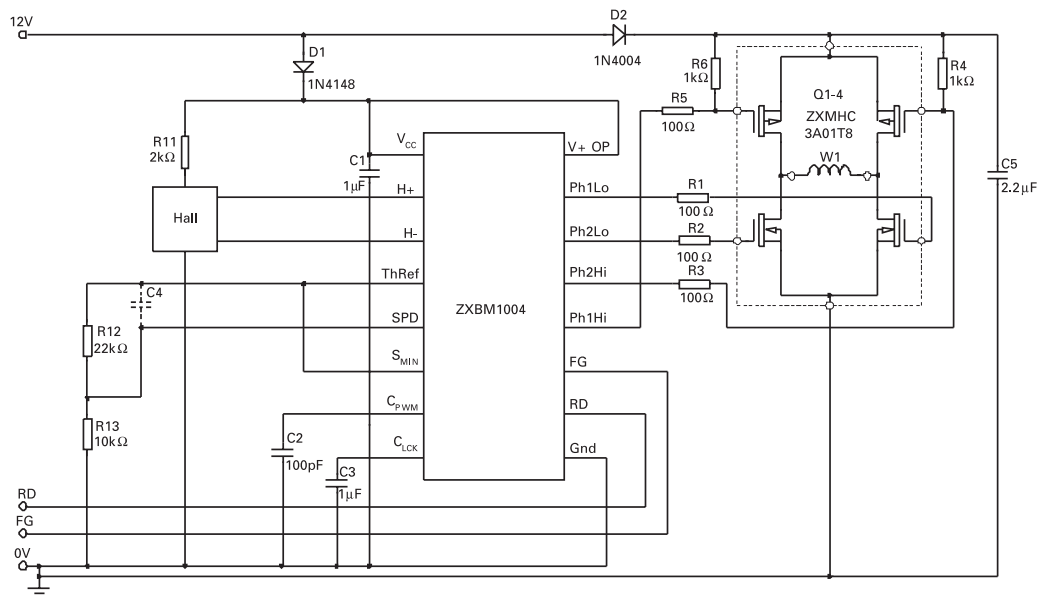 12V
D2
1N4004
D1
1N4148
R6
1kΩ
R4
1kΩ
Q1-4
ZXMHC
3A01T8
R5
100Ω
R11
2kΩ
VCC
V+ OP
C1
1µF
W1
C5
2.2µF
H+
Ph1Lo
R1
100Ω
Hall
H-
Ph2Lo
R2
100Ω
ThRef
Ph2Hi
R3
100Ω
C4
ZXBM1004
SPD
Ph1Hi
R12
22kΩ
SMIN
FG
CPWM
RD
R13
10kΩ
C2
100pF
CLCK
Gnd
C3
1µF
RD
FG
0V